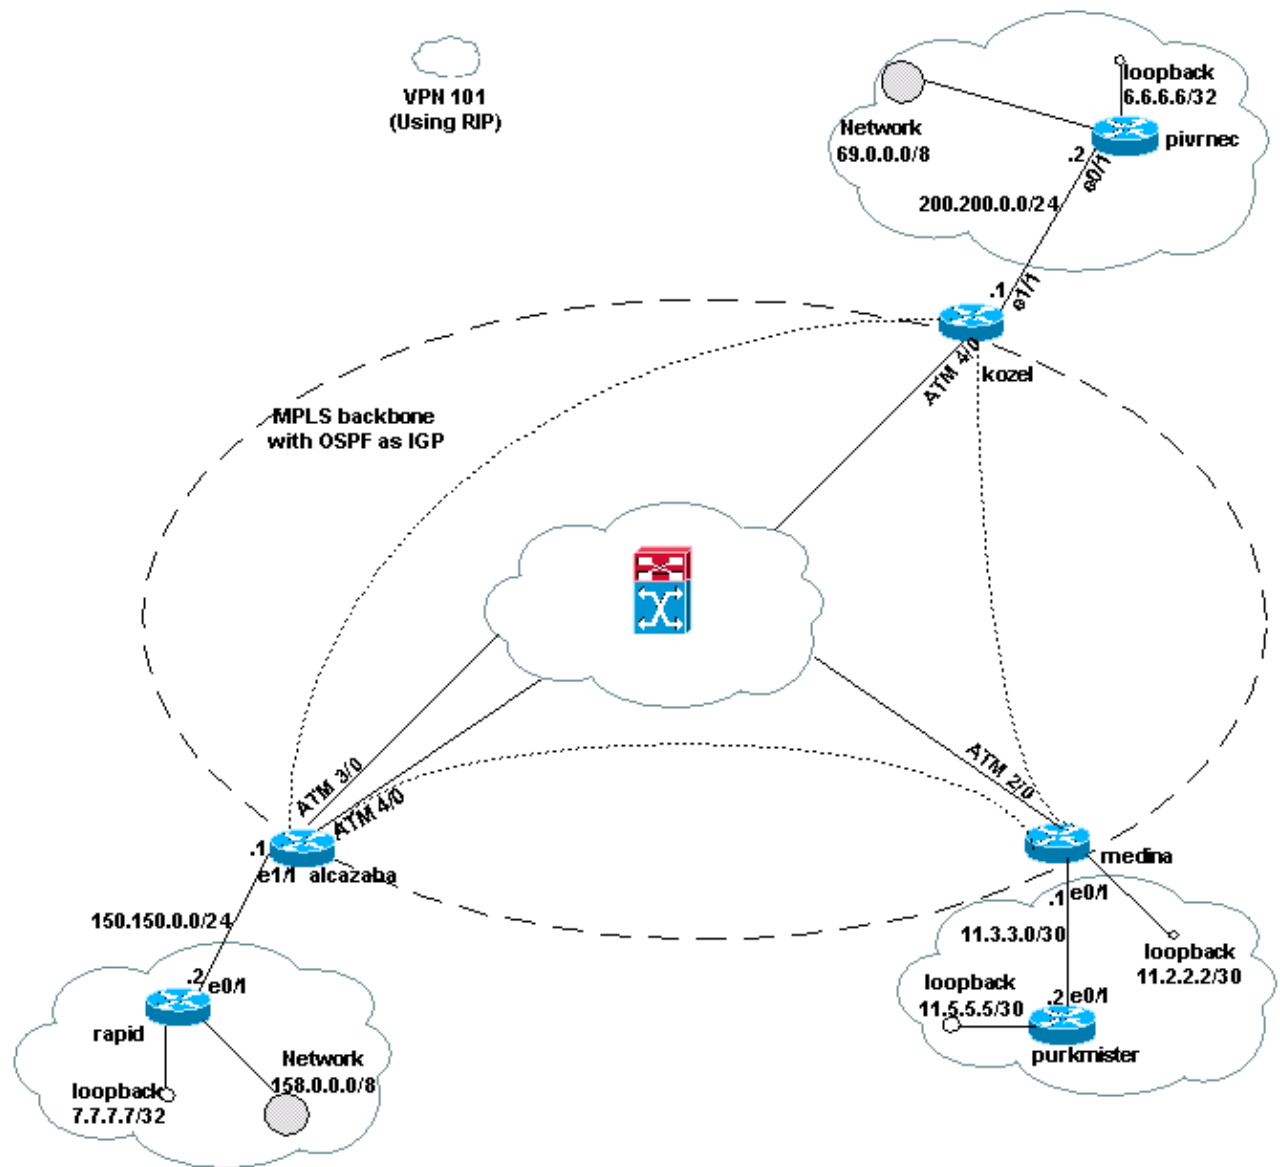 VPN 101
(Using RIP)
loopback
6.6.6.6/32
Network
69.0.0.0/8
pivrnec
.2
e0/1
200.200.0.0/24
.1
e1/1
ATM 4/0
kozel
MPLS backbone
with OSPF as IGP
ATM 3/0
ATM 4/0
ATM 2/0
.1
e1/1 alcazaba
medina
150.150.0.0/24
.1
e0/1
11.3.3.0/30
loopback
11.2.2.2/30
.2
e0/1
rapid
loopback
11.5.5.5/30
.2
e0/1
purkmister
Network
158.0.0.0/8
loopback
7.7.7.7/32